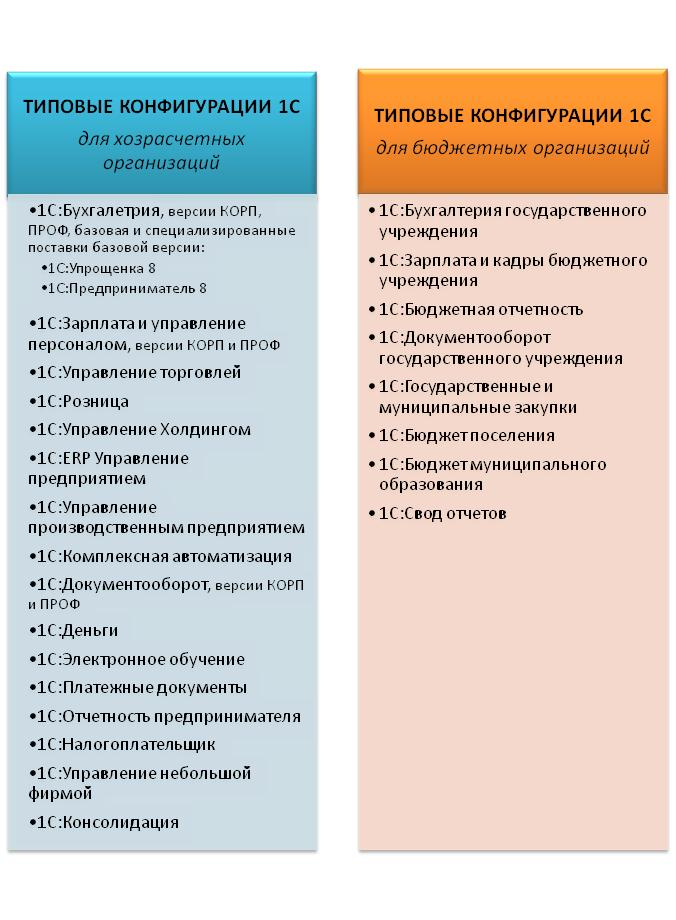 ТИПОВЫЕ КОНФИГУРАЦИИ 1С
для хозрасчетных
организаций
•1С:Бухгалетрия, версии КОРП,
ПРОФ, базовая и специализированные
поставки базовой версии:
•1С:Упрощенка 8
•1С:Предприниматель 8
•1С:Зарплата и управление
персоналом, версии КОРП и ПРОФ
•1С:Управление торговлей
•1С:Розница
•1С:Управление Холдингом
•1С:ERP Управление
предприятием
•1С:Управление
производственным предприятием
•1С:Комплексная автоматизация
•1С:Документооборот, версии КОРП
и ПРОФ
•1С:Деньги
•1С:Электронное обучение
•1С:Платежные документы
•1С:Отчетность предпринимателя
•1С:Налогоплательщик
•1С:Управление небольшой
фирмой
•1С:Консолидация
ТИПОВЫЕ КОНФИГУРАЦИИ 1С
для бюджетных организаций
•1С:Бухгалтерия государственного
учреждения
•1С:Зарплата и кадры бюджетного
учреждения
•1С:Бюджетная отчетность
•1С:Документооборот
государственного учреждения
•1С:Государственные и
муниципальные закупки
•1С:Бюджет поселения
•1С:Бюджет муниципального
образования
•1С:Свод отчетов